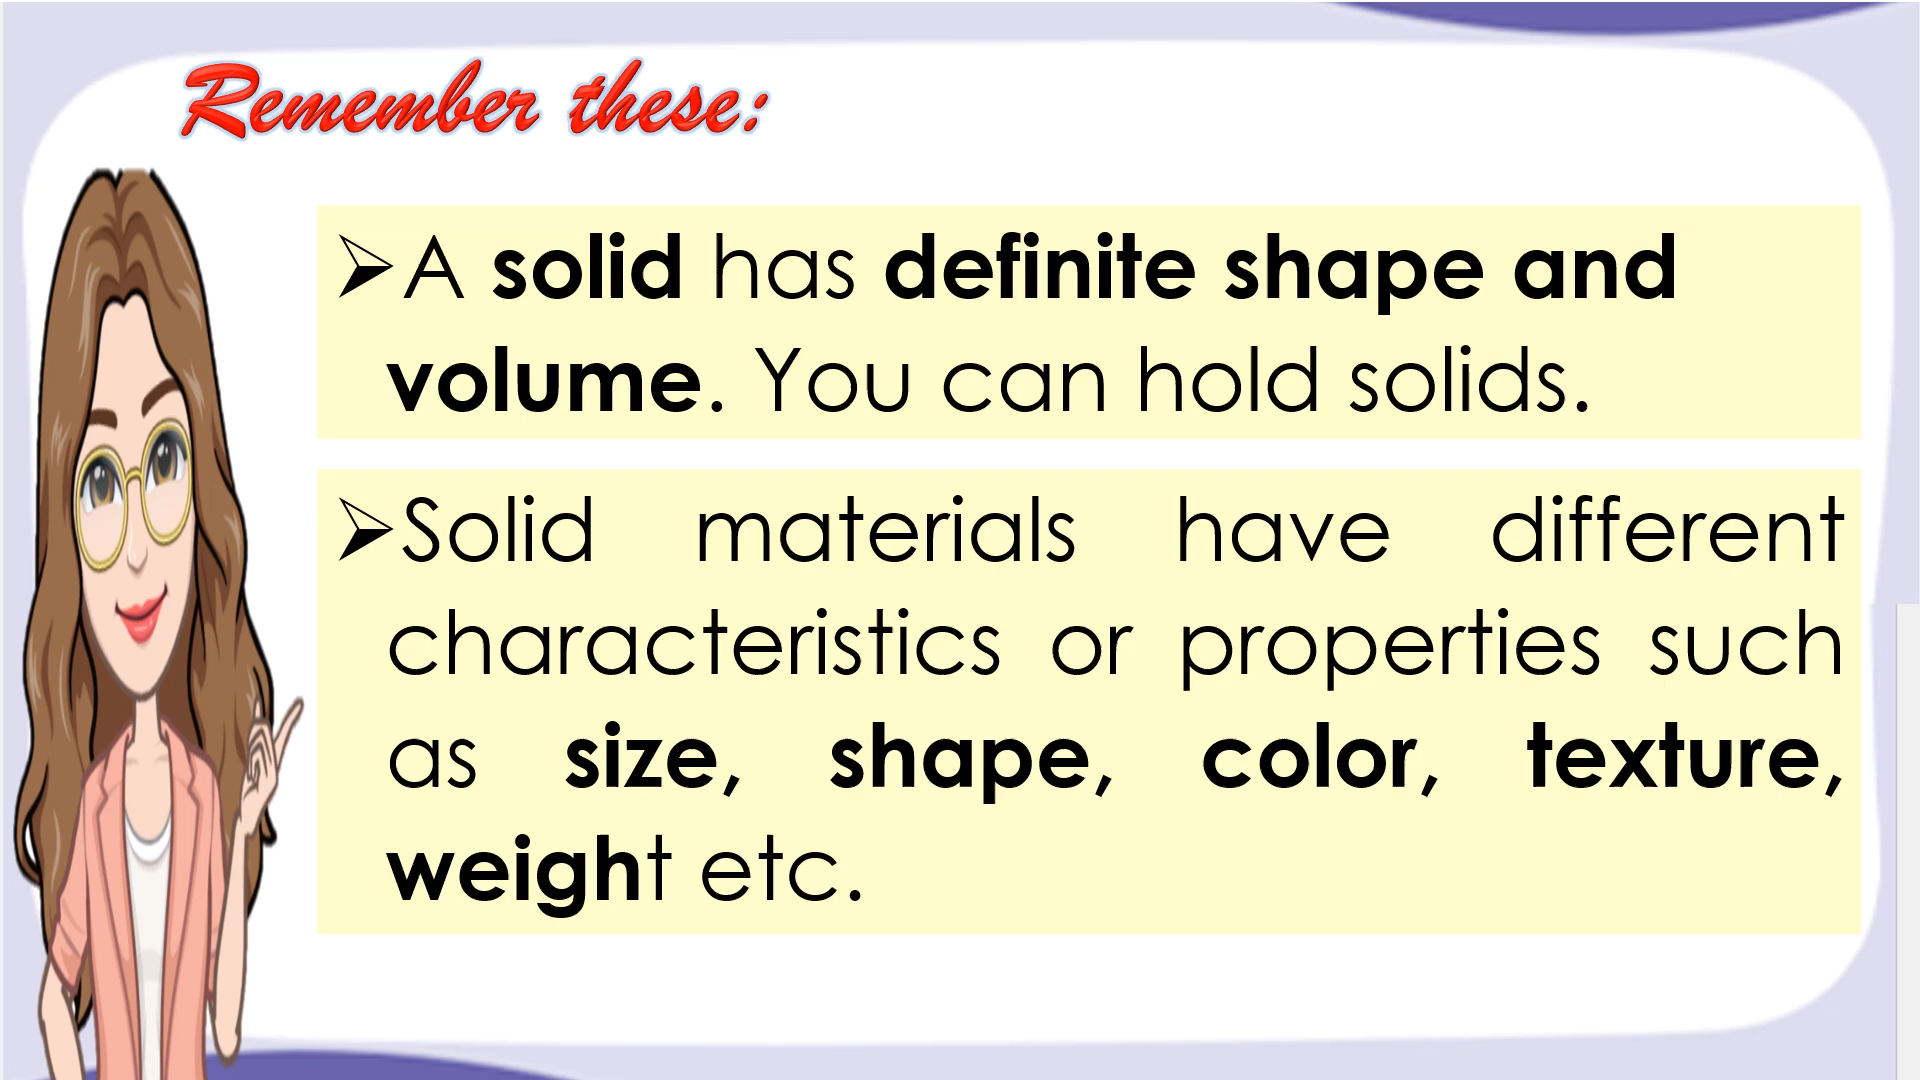 Remember these:
➢A solid has definite shape and
volume. You can hold solids.
➢Solid materials have different
characteristics or properties such
as size, shape, color, texture,
weight etc.